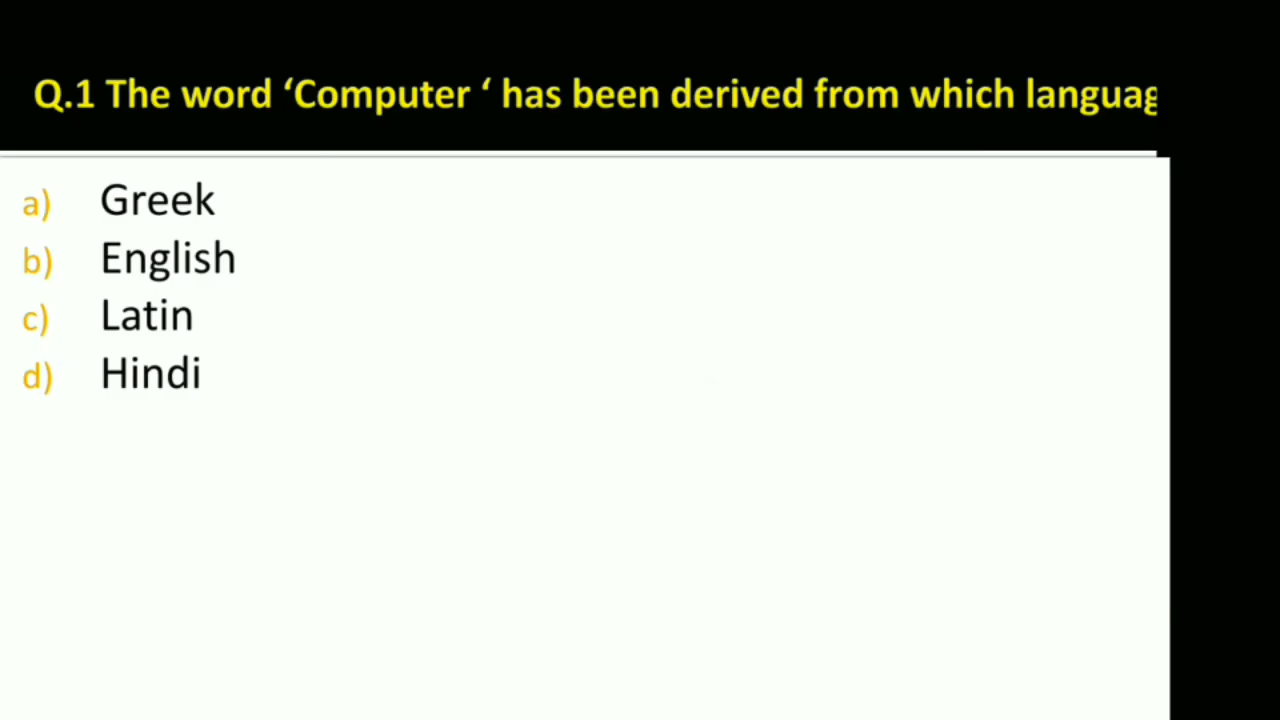 Q.1 The word ‘Computer ‘ has been derived from which languag
a) Greek
b) English
c) Latin
d) Hindi